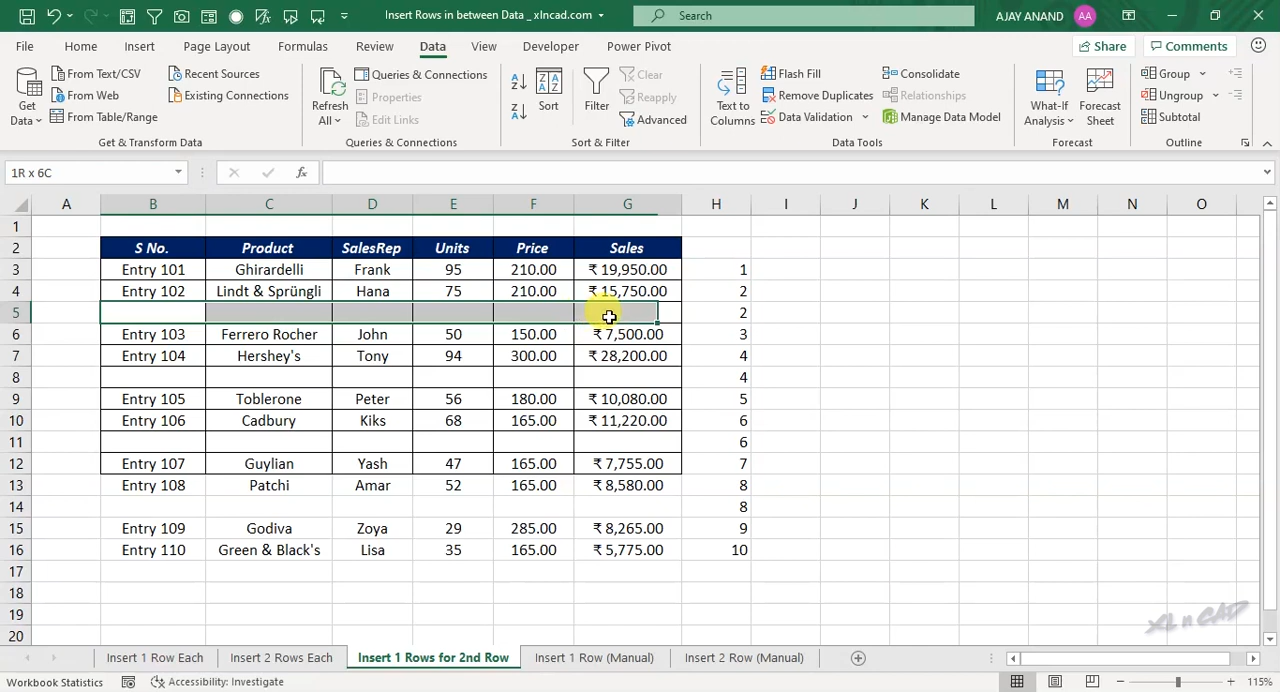 Insert Rows in between Data _ xlncad.com
Search
AJAY ANAND AA
File Home Insert Page Layout Formulas Review Data View Developer Power Pivot Share Comments
Get Data
From Text/CSV
From Web
From Table/Range
Recent Sources
Existing Connections
Get & Transform Data
Refresh All
Queries & Connections
Properties
Edit Links
Queries & Connections
Sort
Filter
Clear
Reapply
Advanced
Sort & Filter
Text to Columns
Flash Fill
Remove Duplicates
Data Validation
Consolidate
Relationships
Manage Data Model
Data Tools
What-If Analysis
Forecast Sheet
Forecast
Group
Ungroup
Subtotal
Outline
1R x 6C fx
A B C D E F G H I J K L M N O
1
2 S No. Product SalesRep Units Price Sales
3 Entry 101 Ghirardelli Frank 95 210.00 ₹ 19,950.00 1
4 Entry 102 Lindt & Sprüngli Hana 75 210.00 ₹ 15,750.00 2
5 2
6 Entry 103 Ferrero Rocher John 50 150.00 ₹ 7,500.00 3
7 Entry 104 Hershey's Tony 94 300.00 ₹ 28,200.00 4
8 4
9 Entry 105 Toblerone Peter 56 180.00 ₹ 10,080.00 5
10 Entry 106 Cadbury Kiks 68 165.00 ₹ 11,220.00 6
11 6
12 Entry 107 Guylian Yash 47 165.00 ₹ 7,755.00 7
13 Entry 108 Patchi Amar 52 165.00 ₹ 8,580.00 8
14 8
15 Entry 109 Godiva Zoya 29 285.00 ₹ 8,265.00 9
16 Entry 110 Green & Black's Lisa 35 165.00 ₹ 5,775.00 10
17
18
19
20
XL n CAD
Insert 1 Row Each Insert 2 Rows Each Insert 1 Rows for 2nd Row Insert 1 Row (Manual) Insert 2 Row (Manual)
Workbook Statistics Accessibility: Investigate 115%